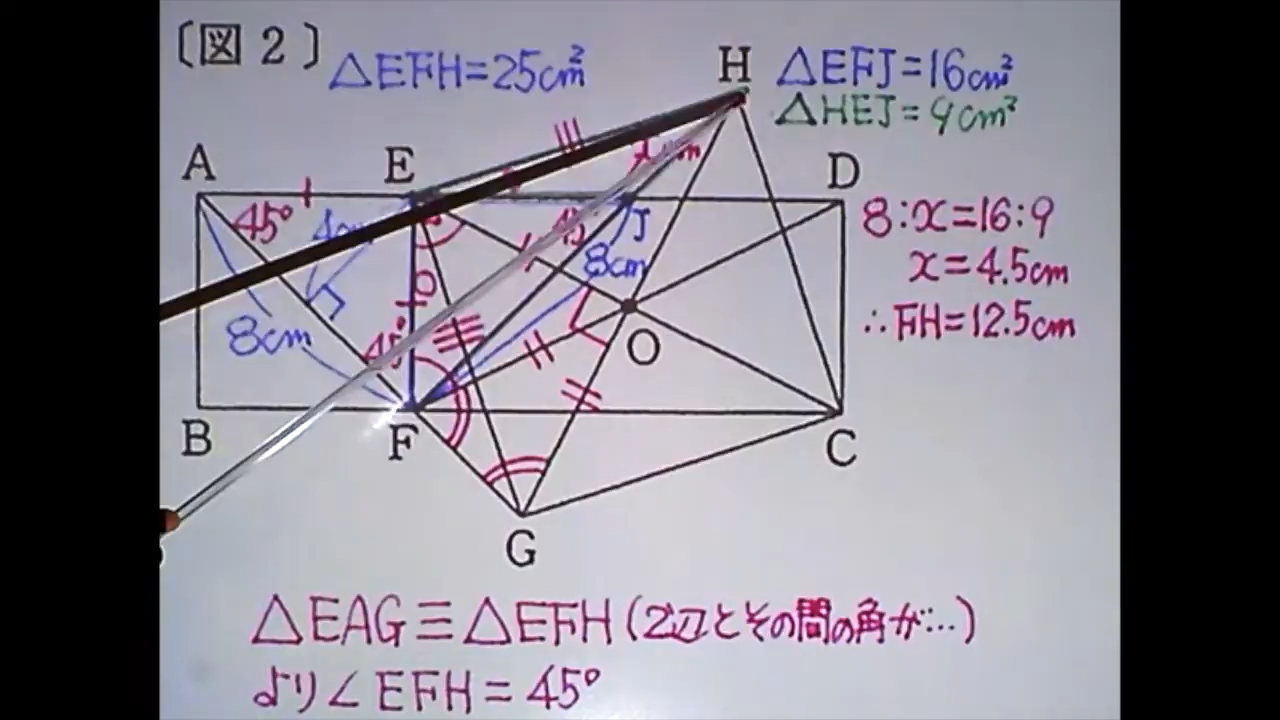 〔図2〕
△EFH=25cm²
H
△EFJ=16cm²
△HEJ=9cm²
A
E
D
45°
4cm
45
J
8cm
8:x=16:9
x=4.5cm
∴FH=12.5cm
8cm
45°
O
B
F
C
G
△EAG≡△EFH(2辺とその間の角が…)
より∠EFH=45°